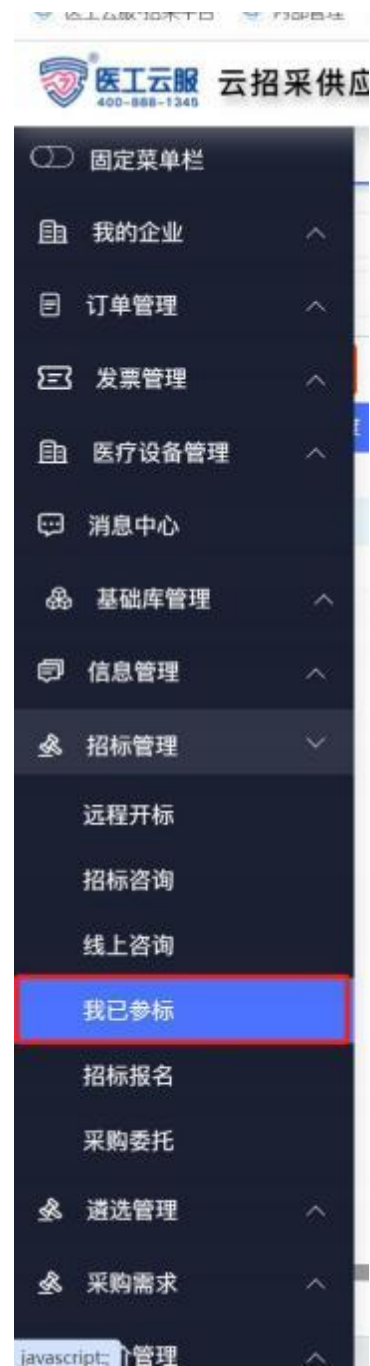 医工云服
400-888-1345
云招采供应
固定菜单栏
我的企业
订单管理
发票管理
医疗设备管理
消息中心
基础库管理
信息管理
招标管理
远程开标
招标咨询
线上咨询
我已参标
招标报名
采购委托
遴选管理
采购需求
管理
javascript:;